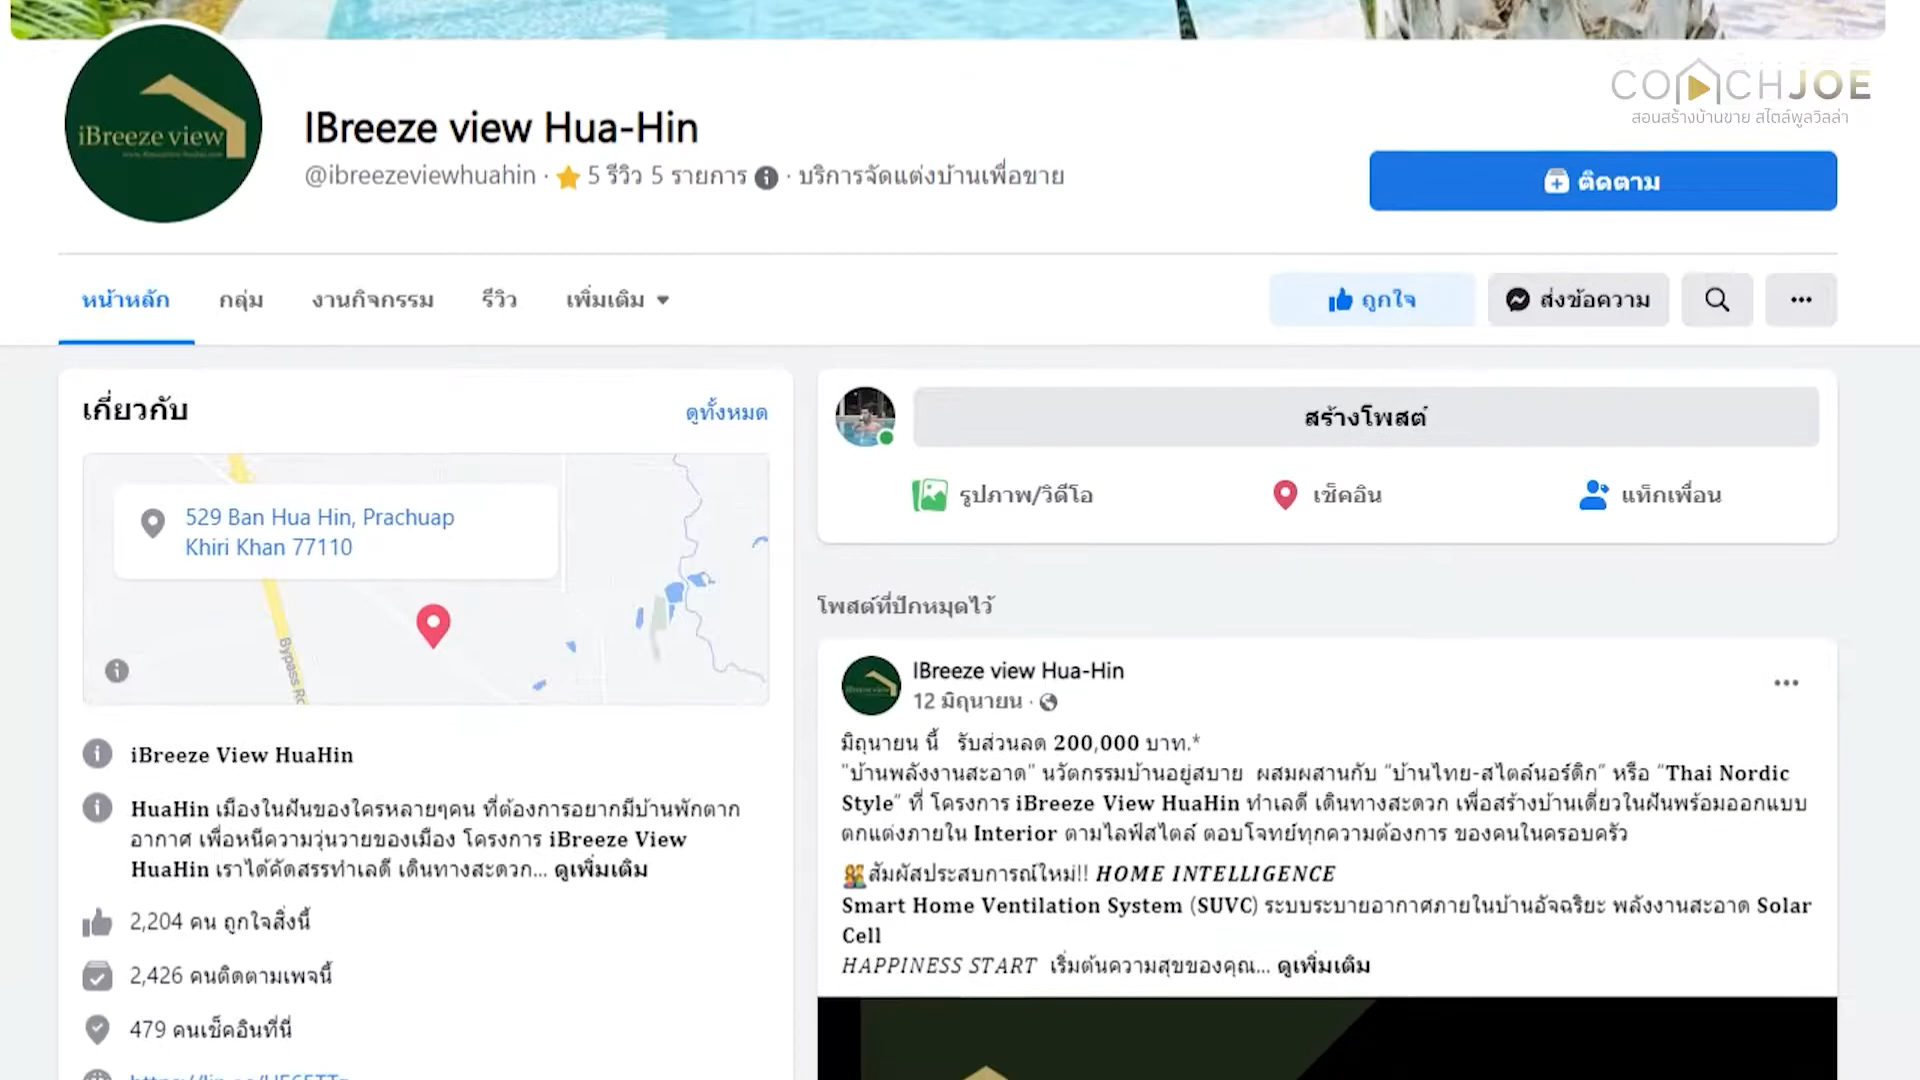 COACHJOE
สอนสร้างบ้านขาย สไตล์พูลวิลล่า
iBreeze view
IBreeze view Hua-Hin
@ibreezeviewhuahin · 5 รีวิว 5 รายการ · บริการจัดแต่งบ้านเพื่อขาย
ติดตาม
หน้าหลัก
กลุ่ม
งานกิจกรรม
รีวิว
เพิ่มเติม
ถูกใจ
ส่งข้อความ
เกี่ยวกับ
ดูทั้งหมด
529 Ban Hua Hin, Prachuap
Khiri Khan 77110
Bypass Rd
iBreeze View HuaHin
HuaHin เมืองในฝันของใครหลายๆคน ที่ต้องการอยากมีบ้านพักตาก
อากาศ เพื่อหนีความวุ่นวายของเมือง โครงการ iBreeze View
HuaHin เราได้คัดสรรทำเลดี เดินทางสะดวก... ดูเพิ่มเติม
2,204 คน ถูกใจสิ่งนี้
2,426 คนติดตามเพจนี้
479 คนเช็คอินที่นี่
สร้างโพสต์
รูปภาพ/วิดีโอ
เช็คอิน
แท็กเพื่อน
โพสต์ที่ปักหมุดไว้
IBreeze view Hua-Hin
12 มิถุนายน ·
มิถุนายน นี้ รับส่วนลด 200,000 บาท.*
"บ้านพลังงานสะอาด" นวัตกรรมบ้านอยู่สบาย ผสมผสานกับ "บ้านไทย-สไตล์นอร์ดิก" หรือ "Thai Nordic
Style" ที่ โครงการ iBreeze View HuaHin ทำเลดี เดินทางสะดวก เพื่อสร้างบ้านเดี่ยวในฝันพร้อมออกแบบ
ตกแต่งภายใน Interior ตามไลฟ์สไตล์ ตอบโจทย์ทุกความต้องการ ของคนในครอบครัว
สัมผัสประสบการณ์ใหม่!! HOME INTELLIGENCE
Smart Home Ventilation System (SUVC) ระบบระบายอากาศภายในบ้านอัจฉริยะ พลังงานสะอาด Solar
Cell
HAPPINESS START เริ่มต้นความสุขของคุณ... ดูเพิ่มเติม